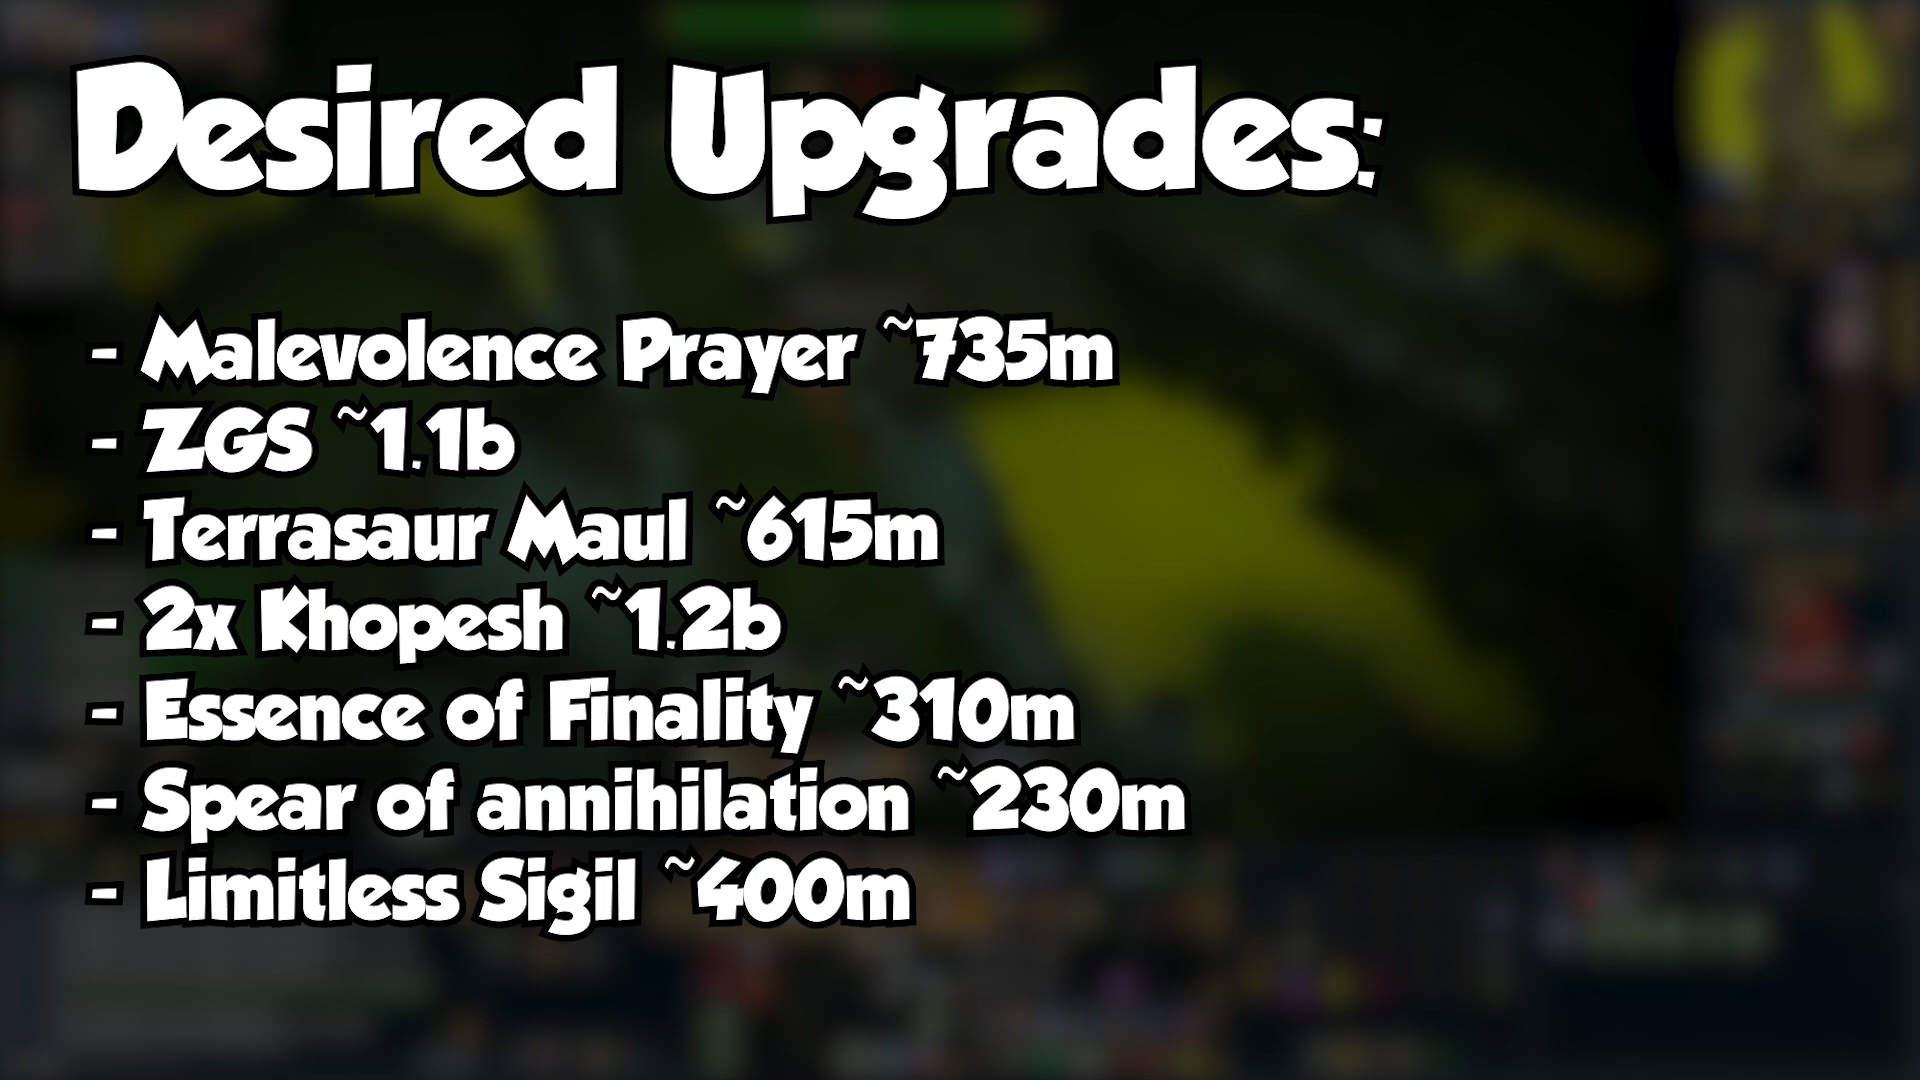 Desired Upgrades:
- Malevolence Prayer ~735m
- ZGS ~1.1b
- Terrasaur Maul ~615m
- 2x Khopesh ~1.2b
- Essence of Finality ~310m
- Spear of annihilation ~230m
- Limitless Sigil ~400m